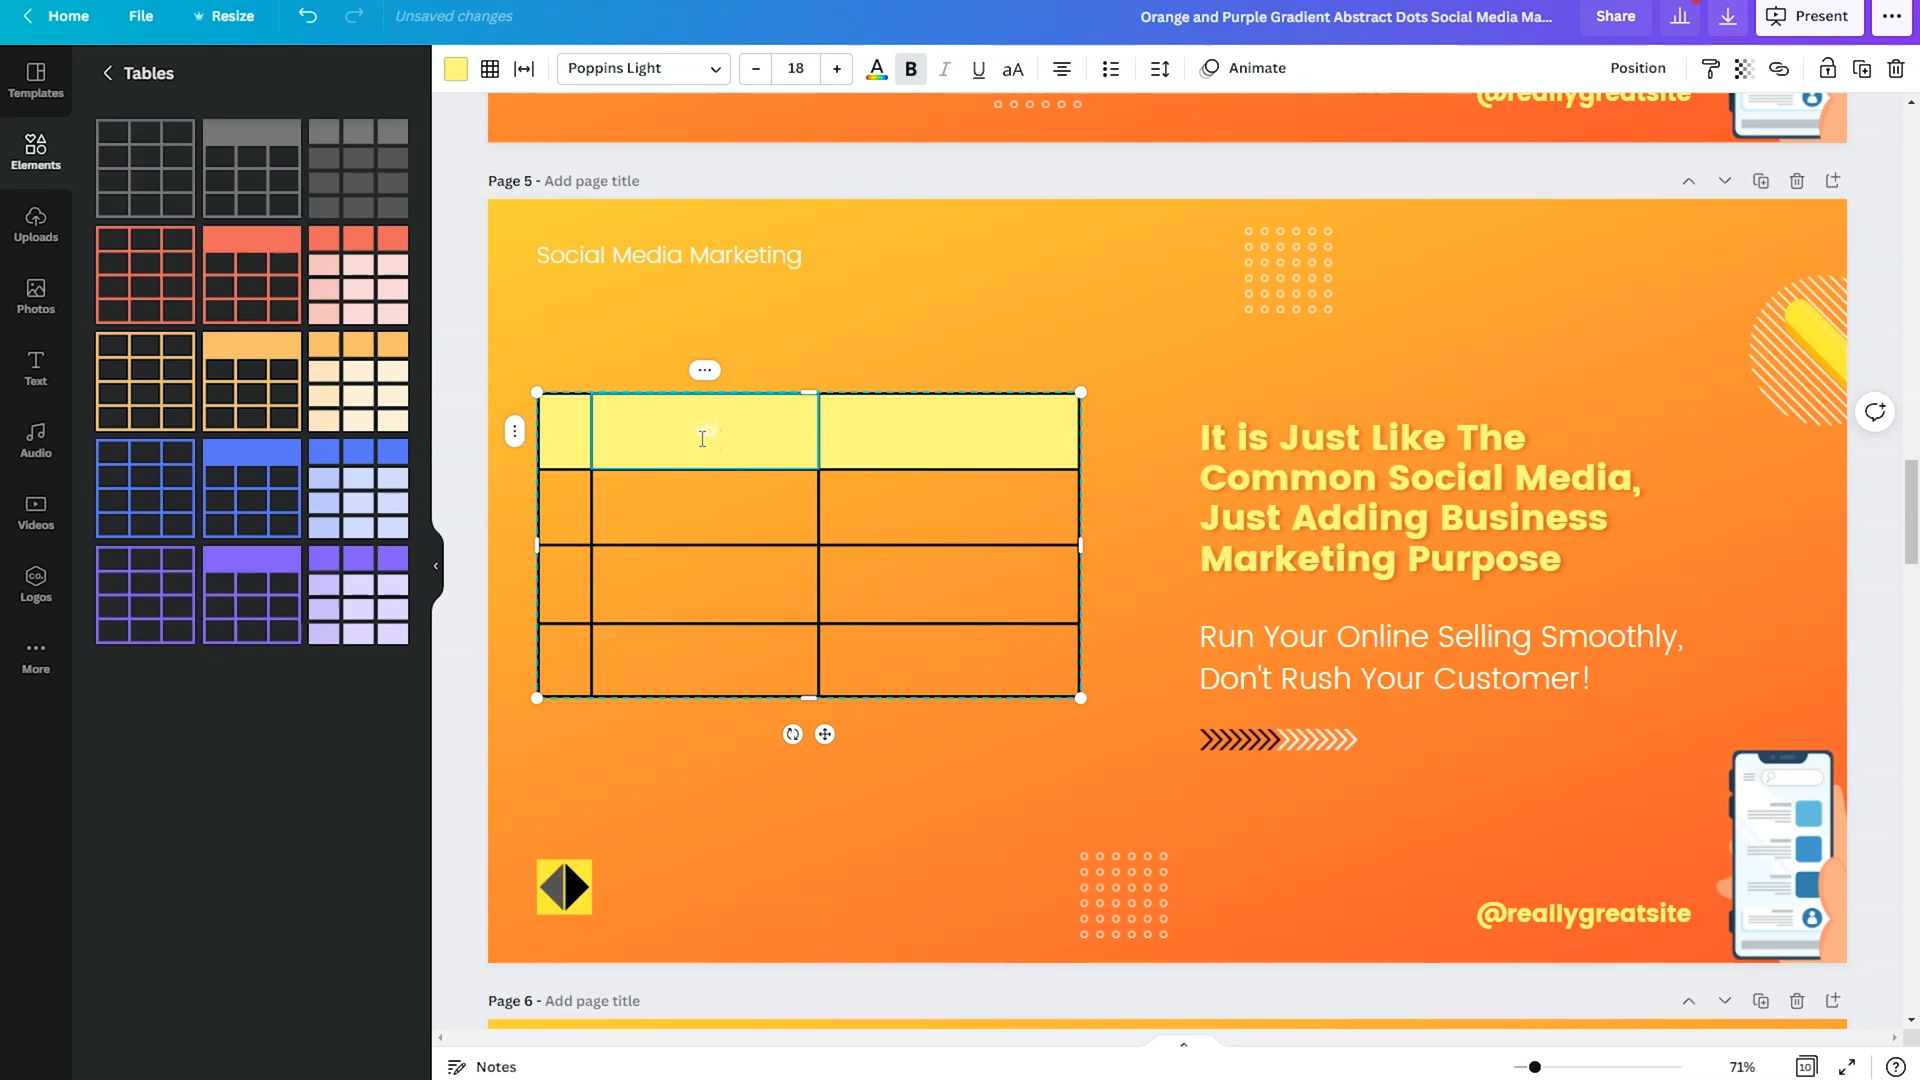 Home
File
Resize
Unsaved changes
Orange and Purple Gradient Abstract Dots Social Media Ma...
Share
Present
Templates
Elements
Uploads
Photos
Text
Audio
Videos
CO.
Logos
More
Tables
Poppins Light
- 18 +
A
B
I
U
aA
Animate
Position
@reallygreatsite
Page 5 - Add page title
Social Media Marketing
It is Just Like The
Common Social Media,
Just Adding Business
Marketing Purpose
Run Your Online Selling Smoothly,
Don't Rush Your Customer!
@reallygreatsite
Page 6 - Add page title
Notes
71%
10
?